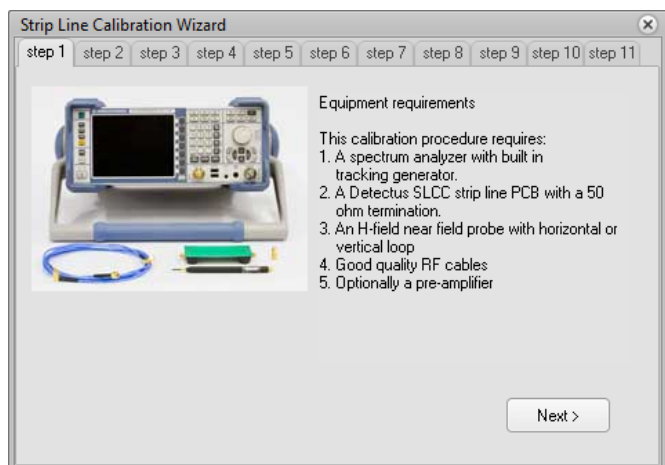 Strip Line Calibration Wizard
step 1 step 2 step 3 step 4 step 5 step 6 step 7 step 8 step 9 step 10 step 11
Equipment requirements
This calibration procedure requires:
1. A spectrum analyzer with built in
tracking generator.
2. A Detectus SLCC strip line PCB with a 50
ohm termination.
3. An H-field near field probe with horizontal or
vertical loop
4. Good quality RF cables
5. Optionally a pre-amplifier
Next >